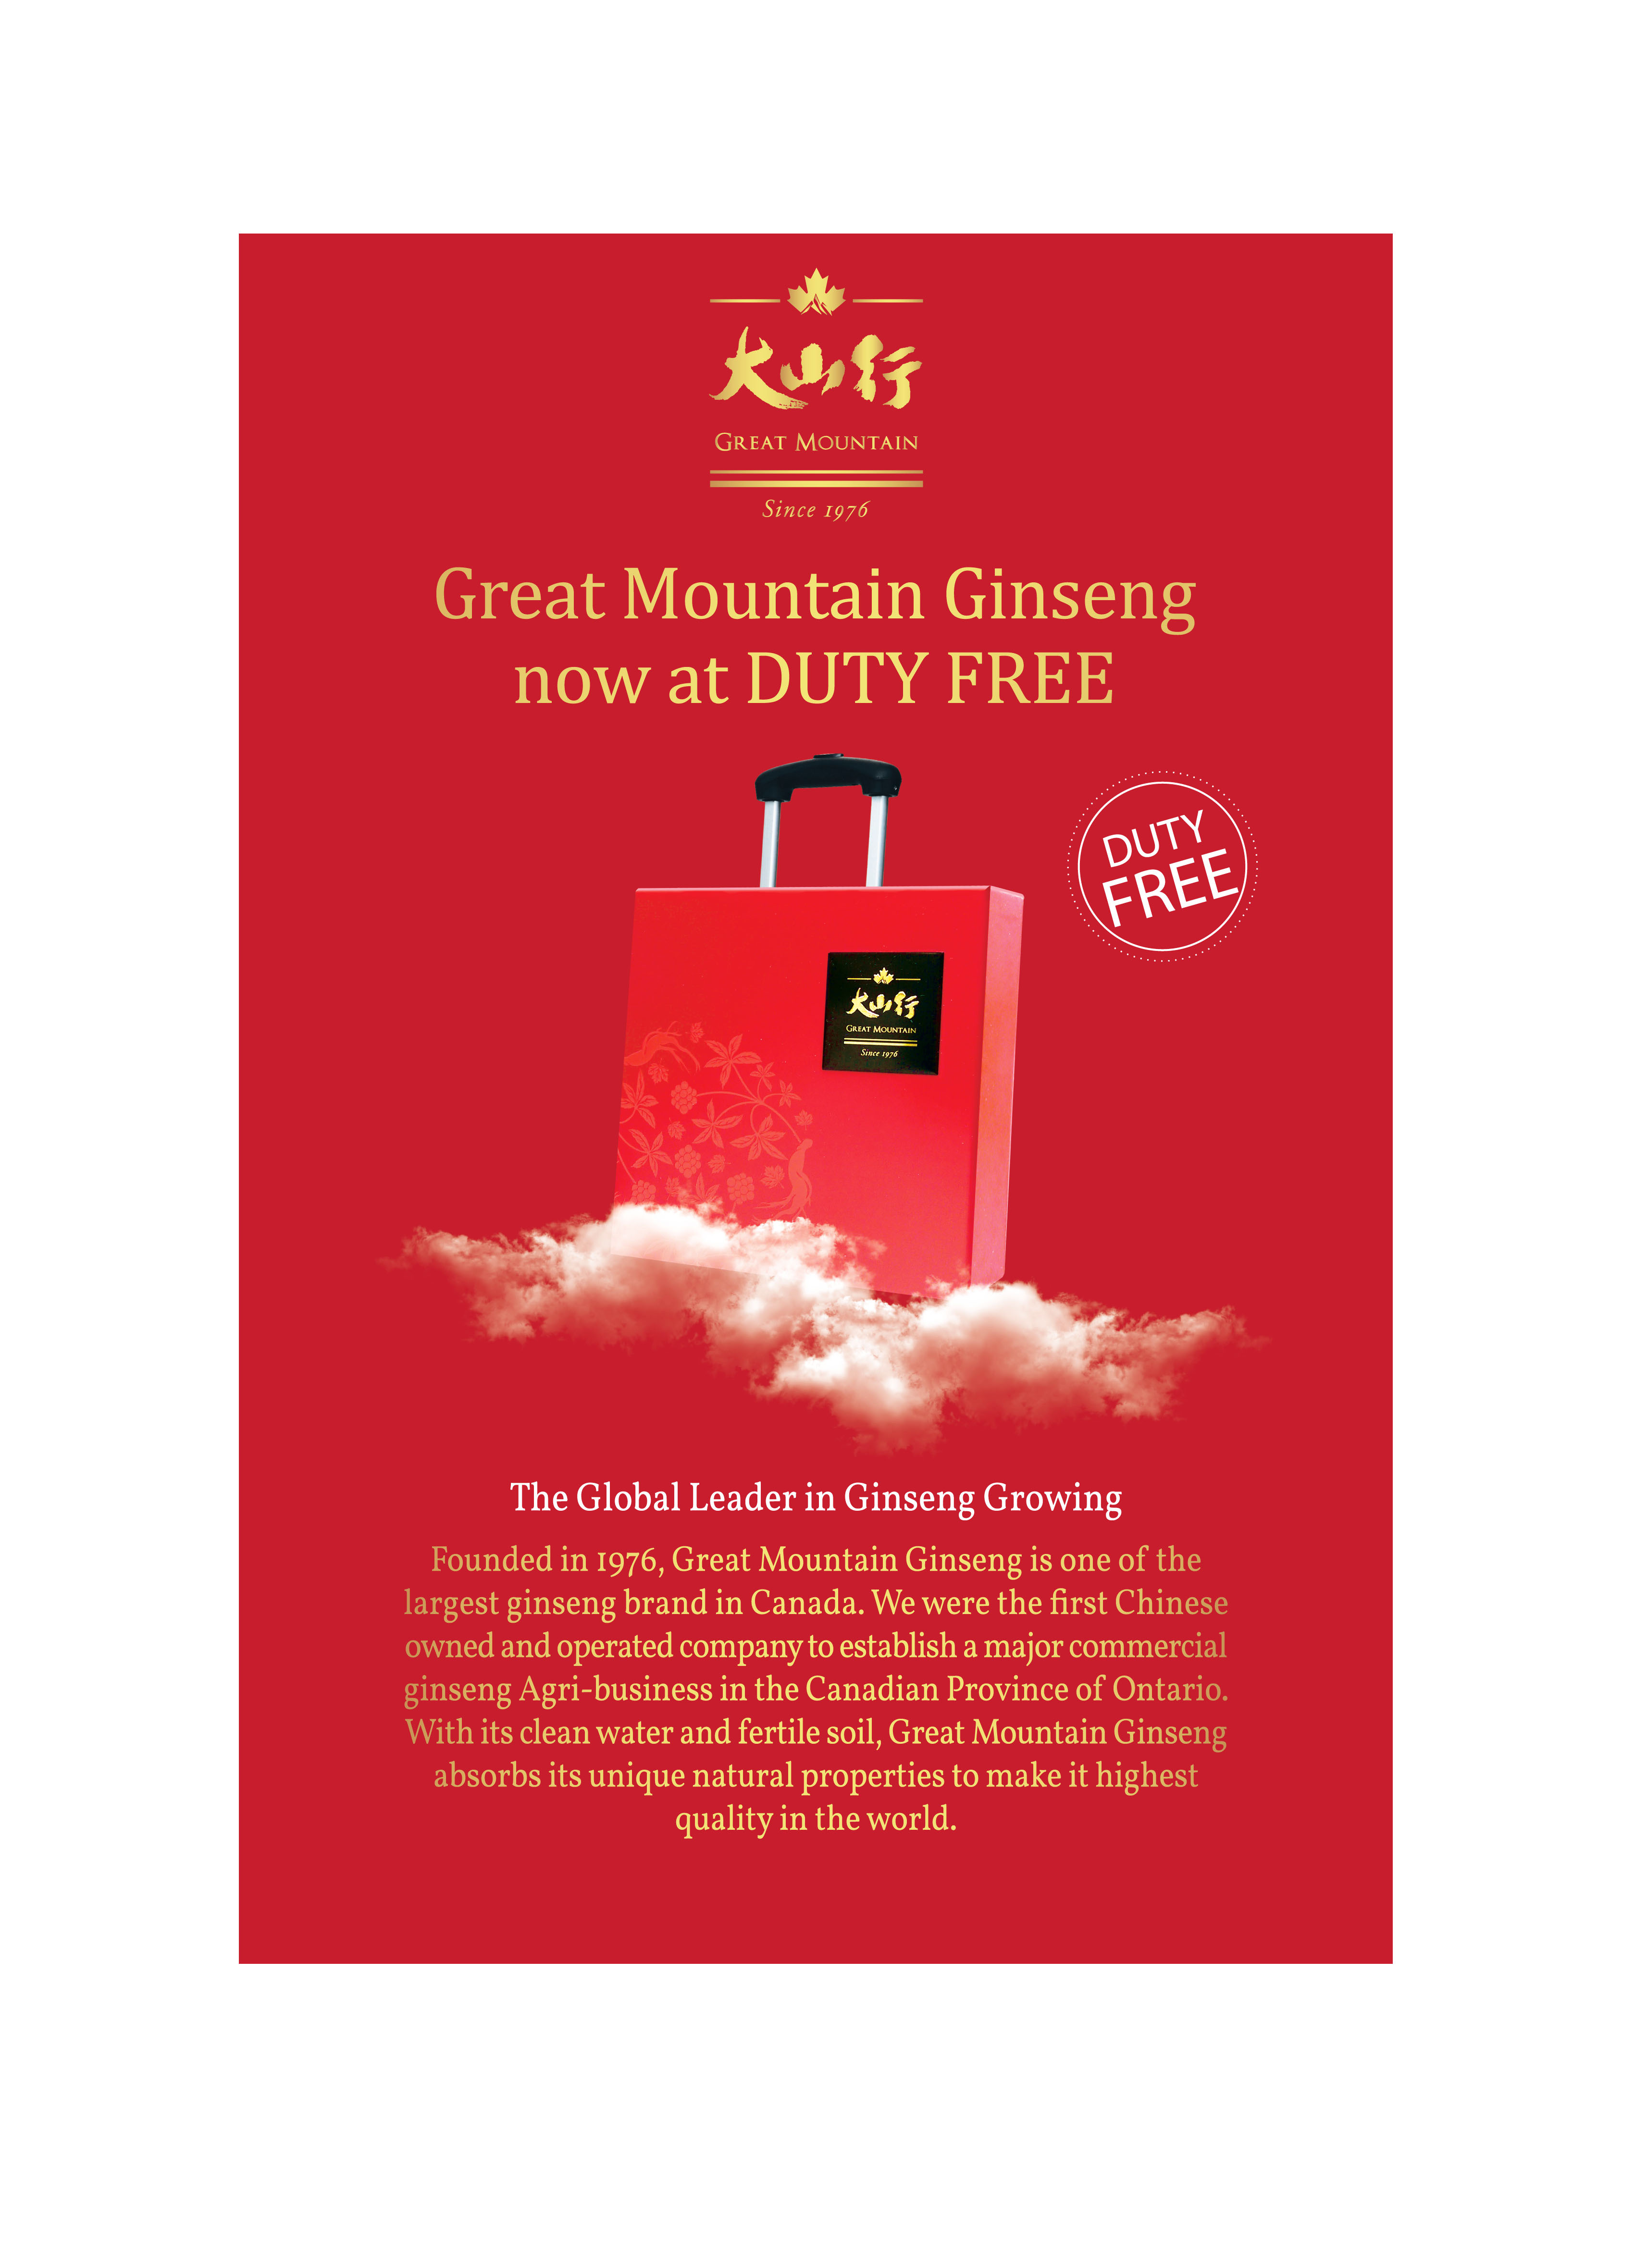 大山行
GREAT MOUNTAIN
Since 1976
Great Mountain Ginseng
now at DUTY FREE
DUTY
FREE
大山行
GREAT MOUNTAIN
Since 1976
The Global Leader in Ginseng Growing
Founded in 1976, Great Mountain Ginseng is one of the
largest ginseng brand in Canada. We were the first Chinese
owned and operated company to establish a major commercial
ginseng Agri-business in the Canadian Province of Ontario.
With its clean water and fertile soil, Great Mountain Ginseng
absorbs its unique natural properties to make it highest
quality in the world.